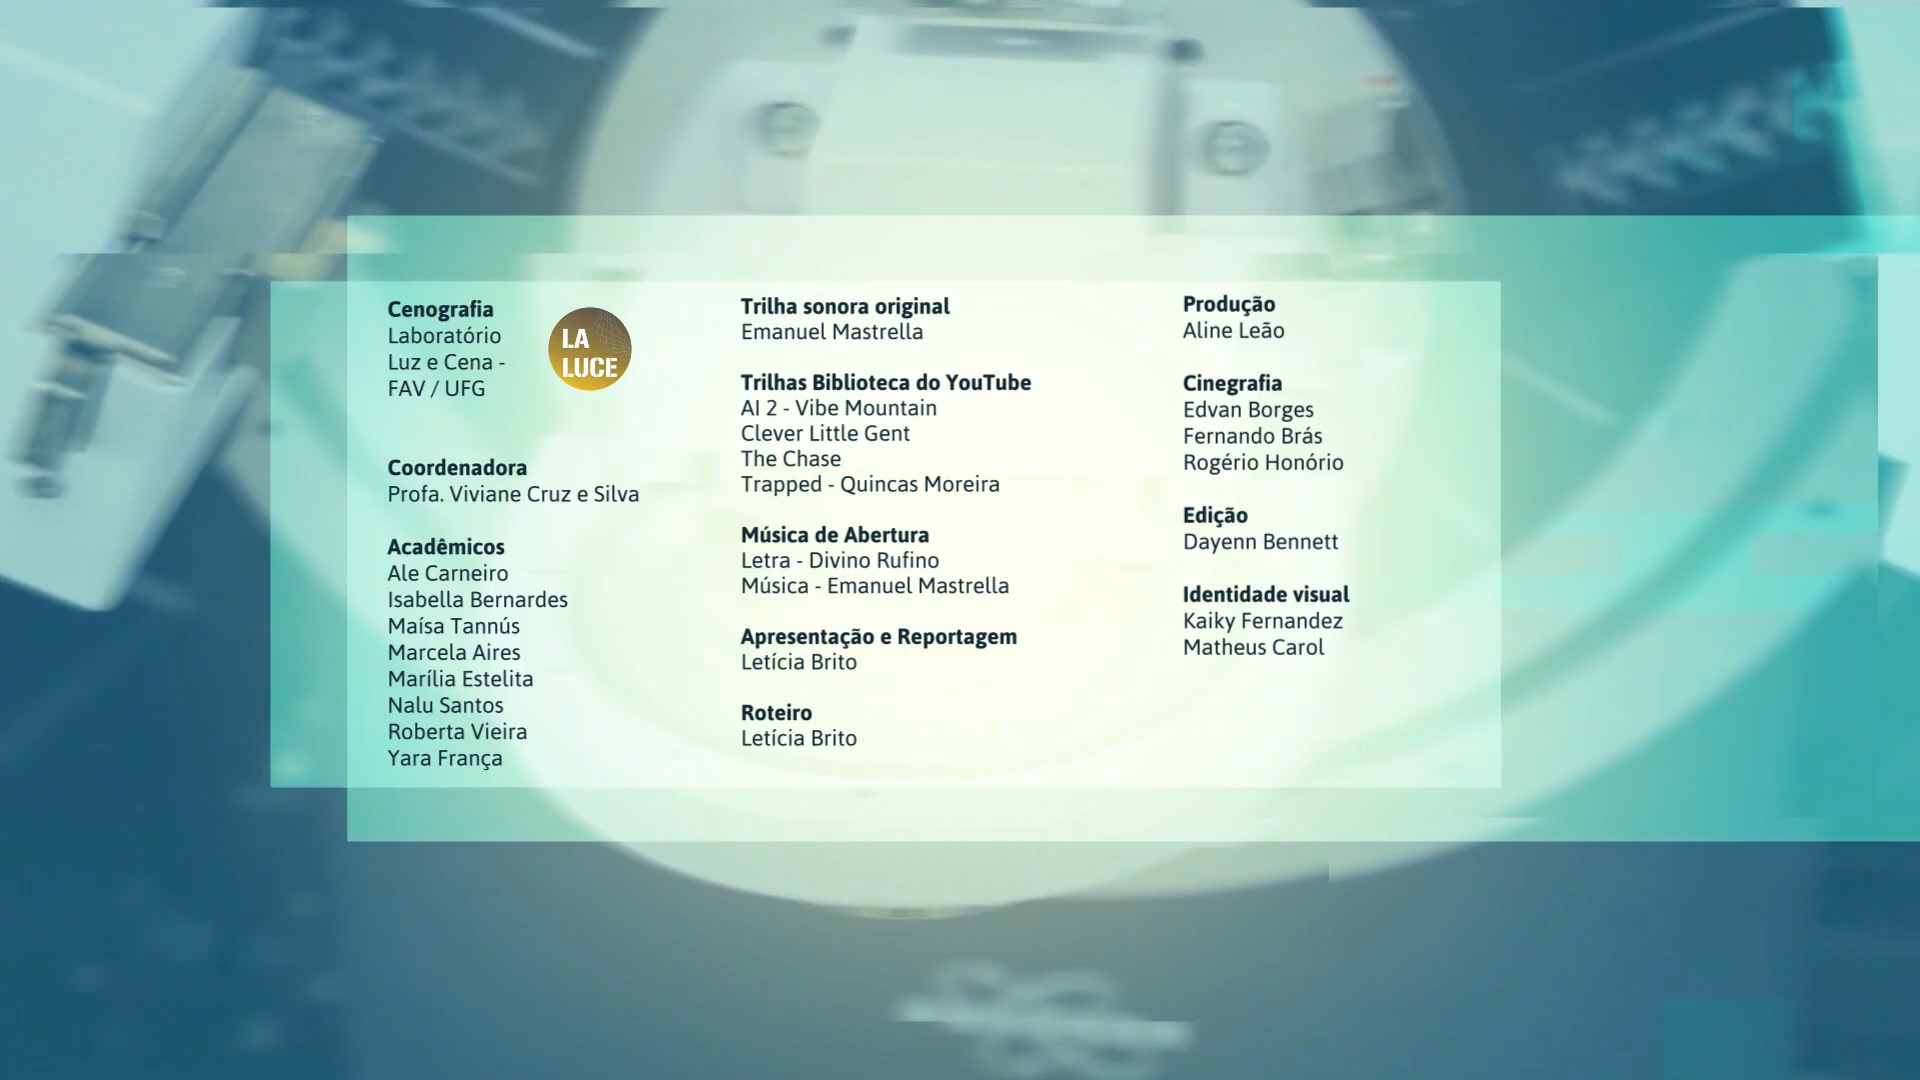 Cenografia
Laboratório
Luz e Cena -
FAV / UFG
LA
LUCE
Coordenadora
Profa. Viviane Cruz e Silva
Acadêmicos
Ale Carneiro
Isabella Bernardes
Maísa Tannús
Marcela Aires
Marília Estelita
Nalu Santos
Roberta Vieira
Yara França
Trilha sonora original
Emanuel Mastrella
Trilhas Biblioteca do YouTube
AI 2 - Vibe Mountain
Clever Little Gent
The Chase
Trapped - Quincas Moreira
Música de Abertura
Letra - Divino Rufino
Música - Emanuel Mastrella
Apresentação e Reportagem
Letícia Brito
Roteiro
Letícia Brito
Produção
Aline Leão
Cinegrafia
Edvan Borges
Fernando Brás
Rogério Honório
Edição
Dayenn Bennett
Identidade visual
Kaiky Fernandez
Matheus Carol